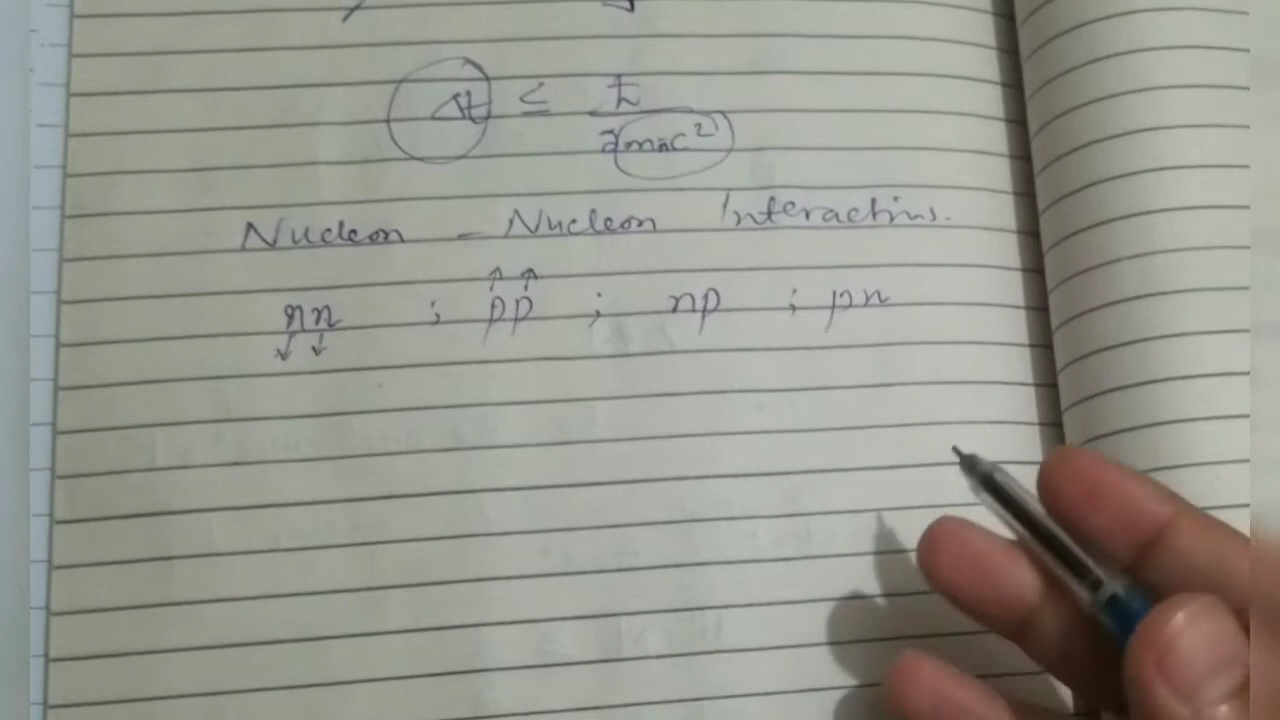 Δt ≤ ħ / 2mπc²
Nucleon - Nucleon Interactions.
nn ; pp ; np ; pn